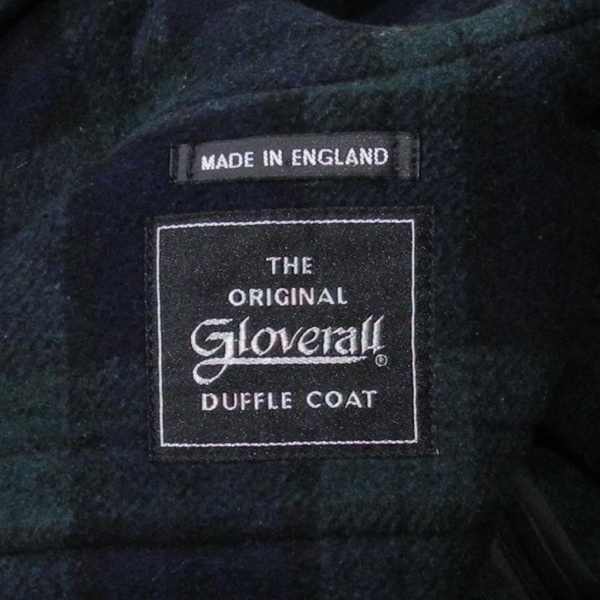 MADE IN ENGLAND
THE
ORIGINAL
Gloverall®
DUFFLE COAT